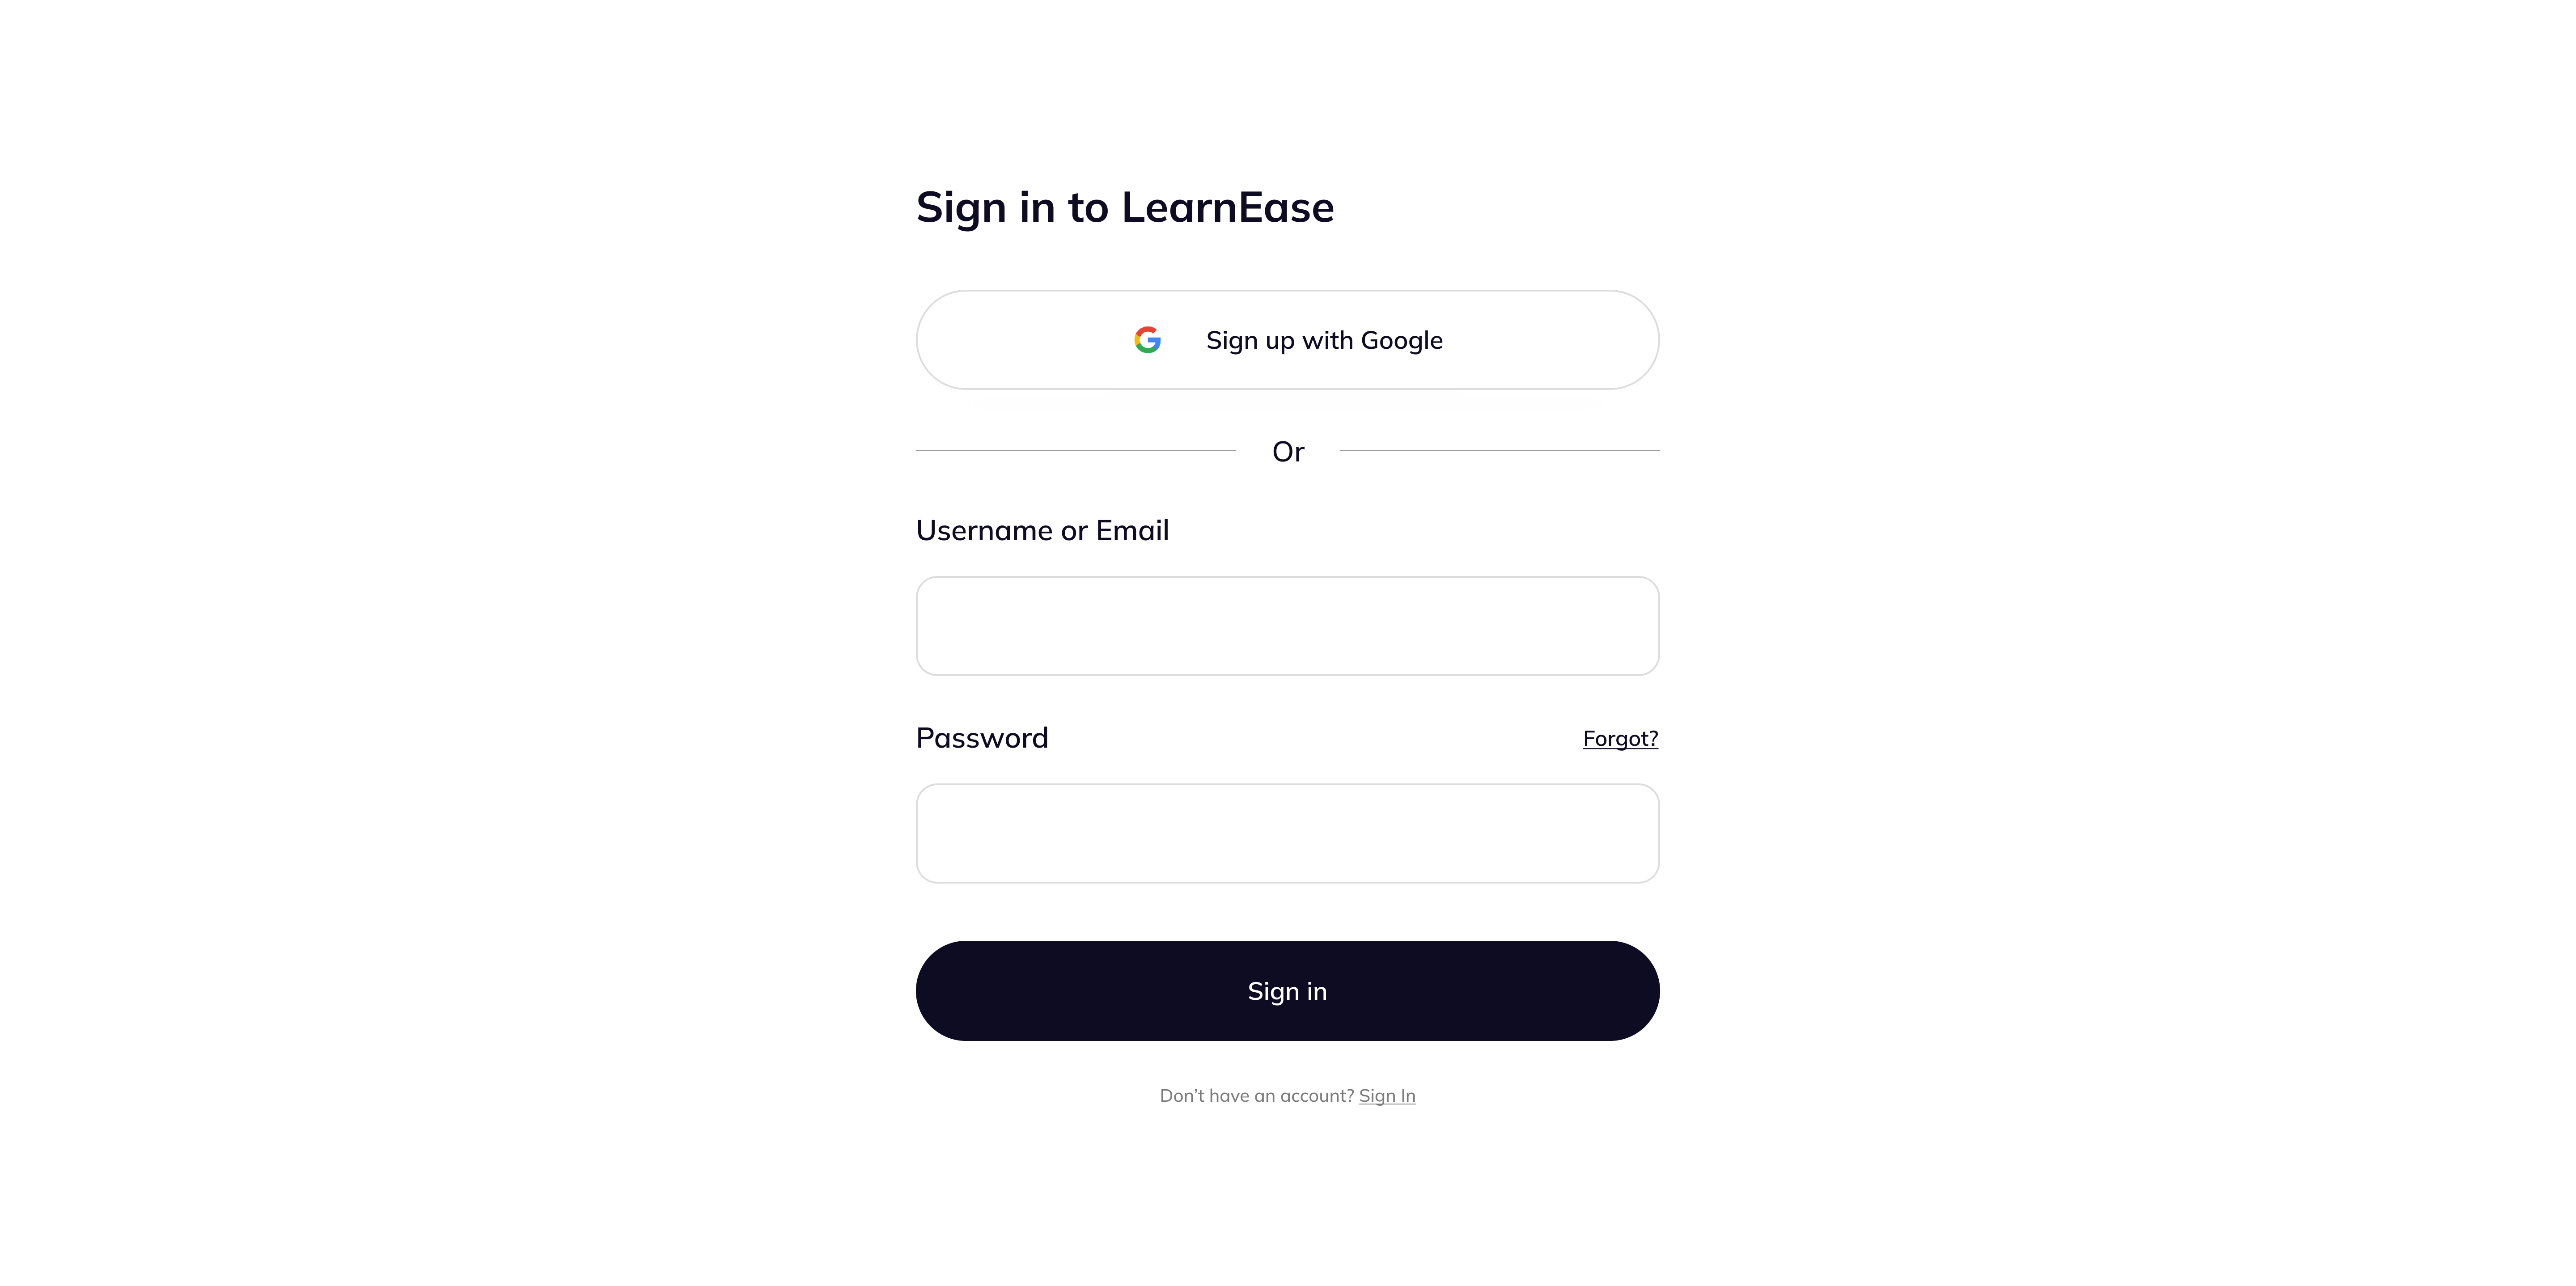 Sign in to LearnEase
Sign up with Google
Or
Username or Email
Password Forgot?
Sign in
Don’t have an account? Sign In